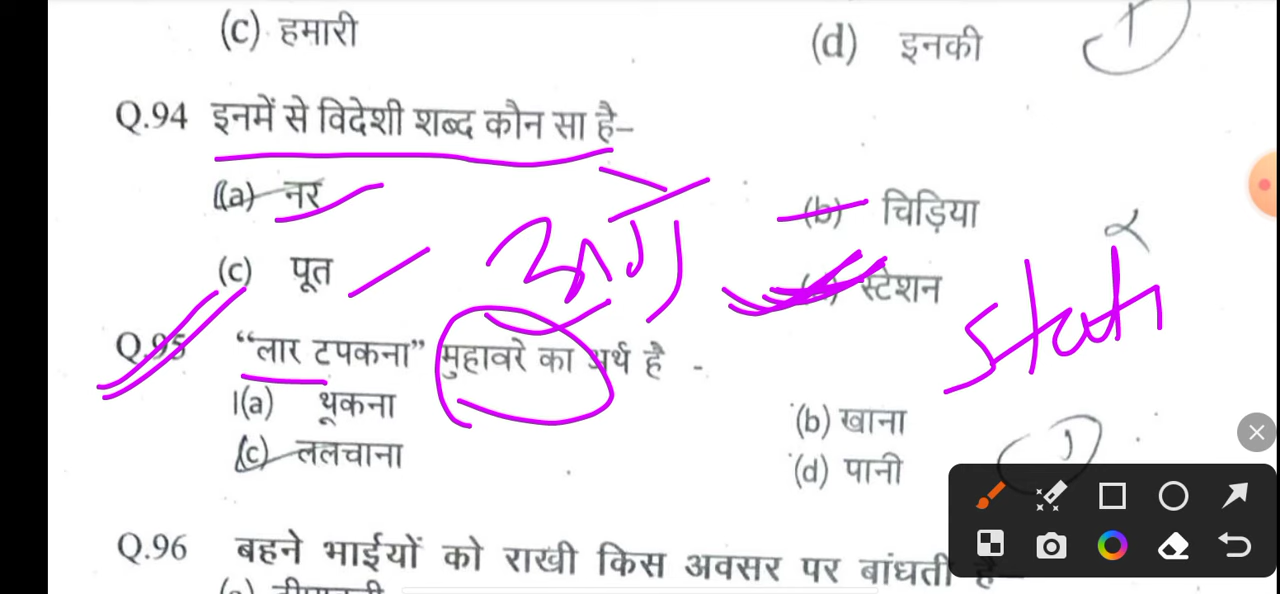 (c) हमारी (d) इनकी
Q.94 इनमें से विदेशी शब्द कौन सा है–
(a) नर (b) चिड़िया
(c) पूत स्टेशन
Q.95 “लार टपकना” मुहावरे का अर्थ है -
(a) थूकना (b) खाना
(c) ललचाना (d) पानी
Q.96 बहने भाईयों को राखी किस अवसर पर बांधती है–